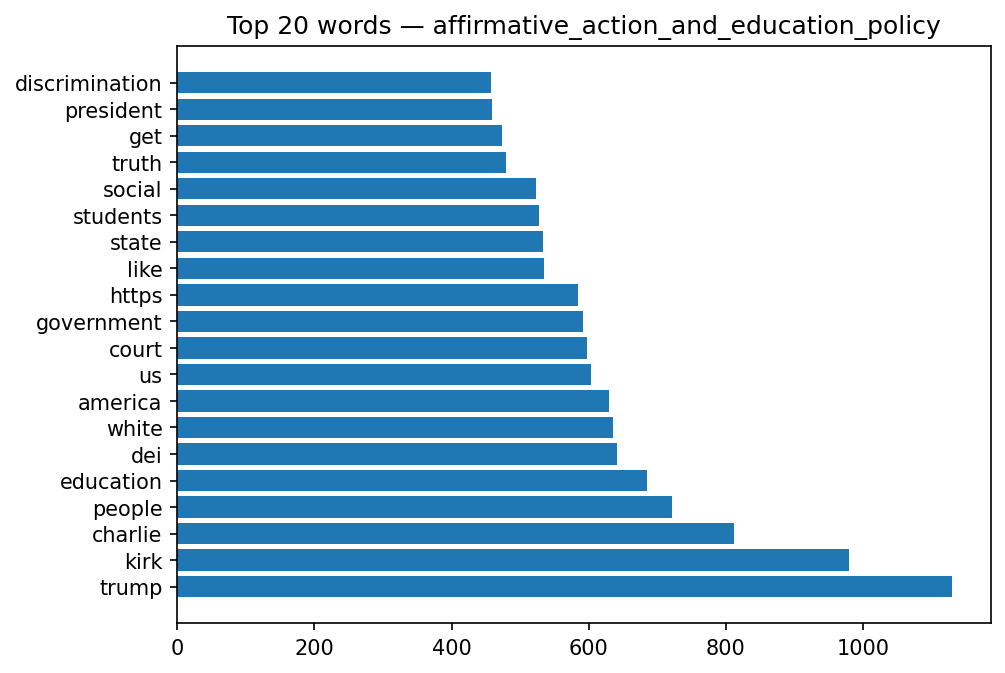 Top 20 words — affirmative_action_and_education_policy
discrimination
president
get
truth
social
students
state
like
https
government
court
us
america
white
dei
education
people
charlie
kirk
trump
0 200 400 600 800 1000